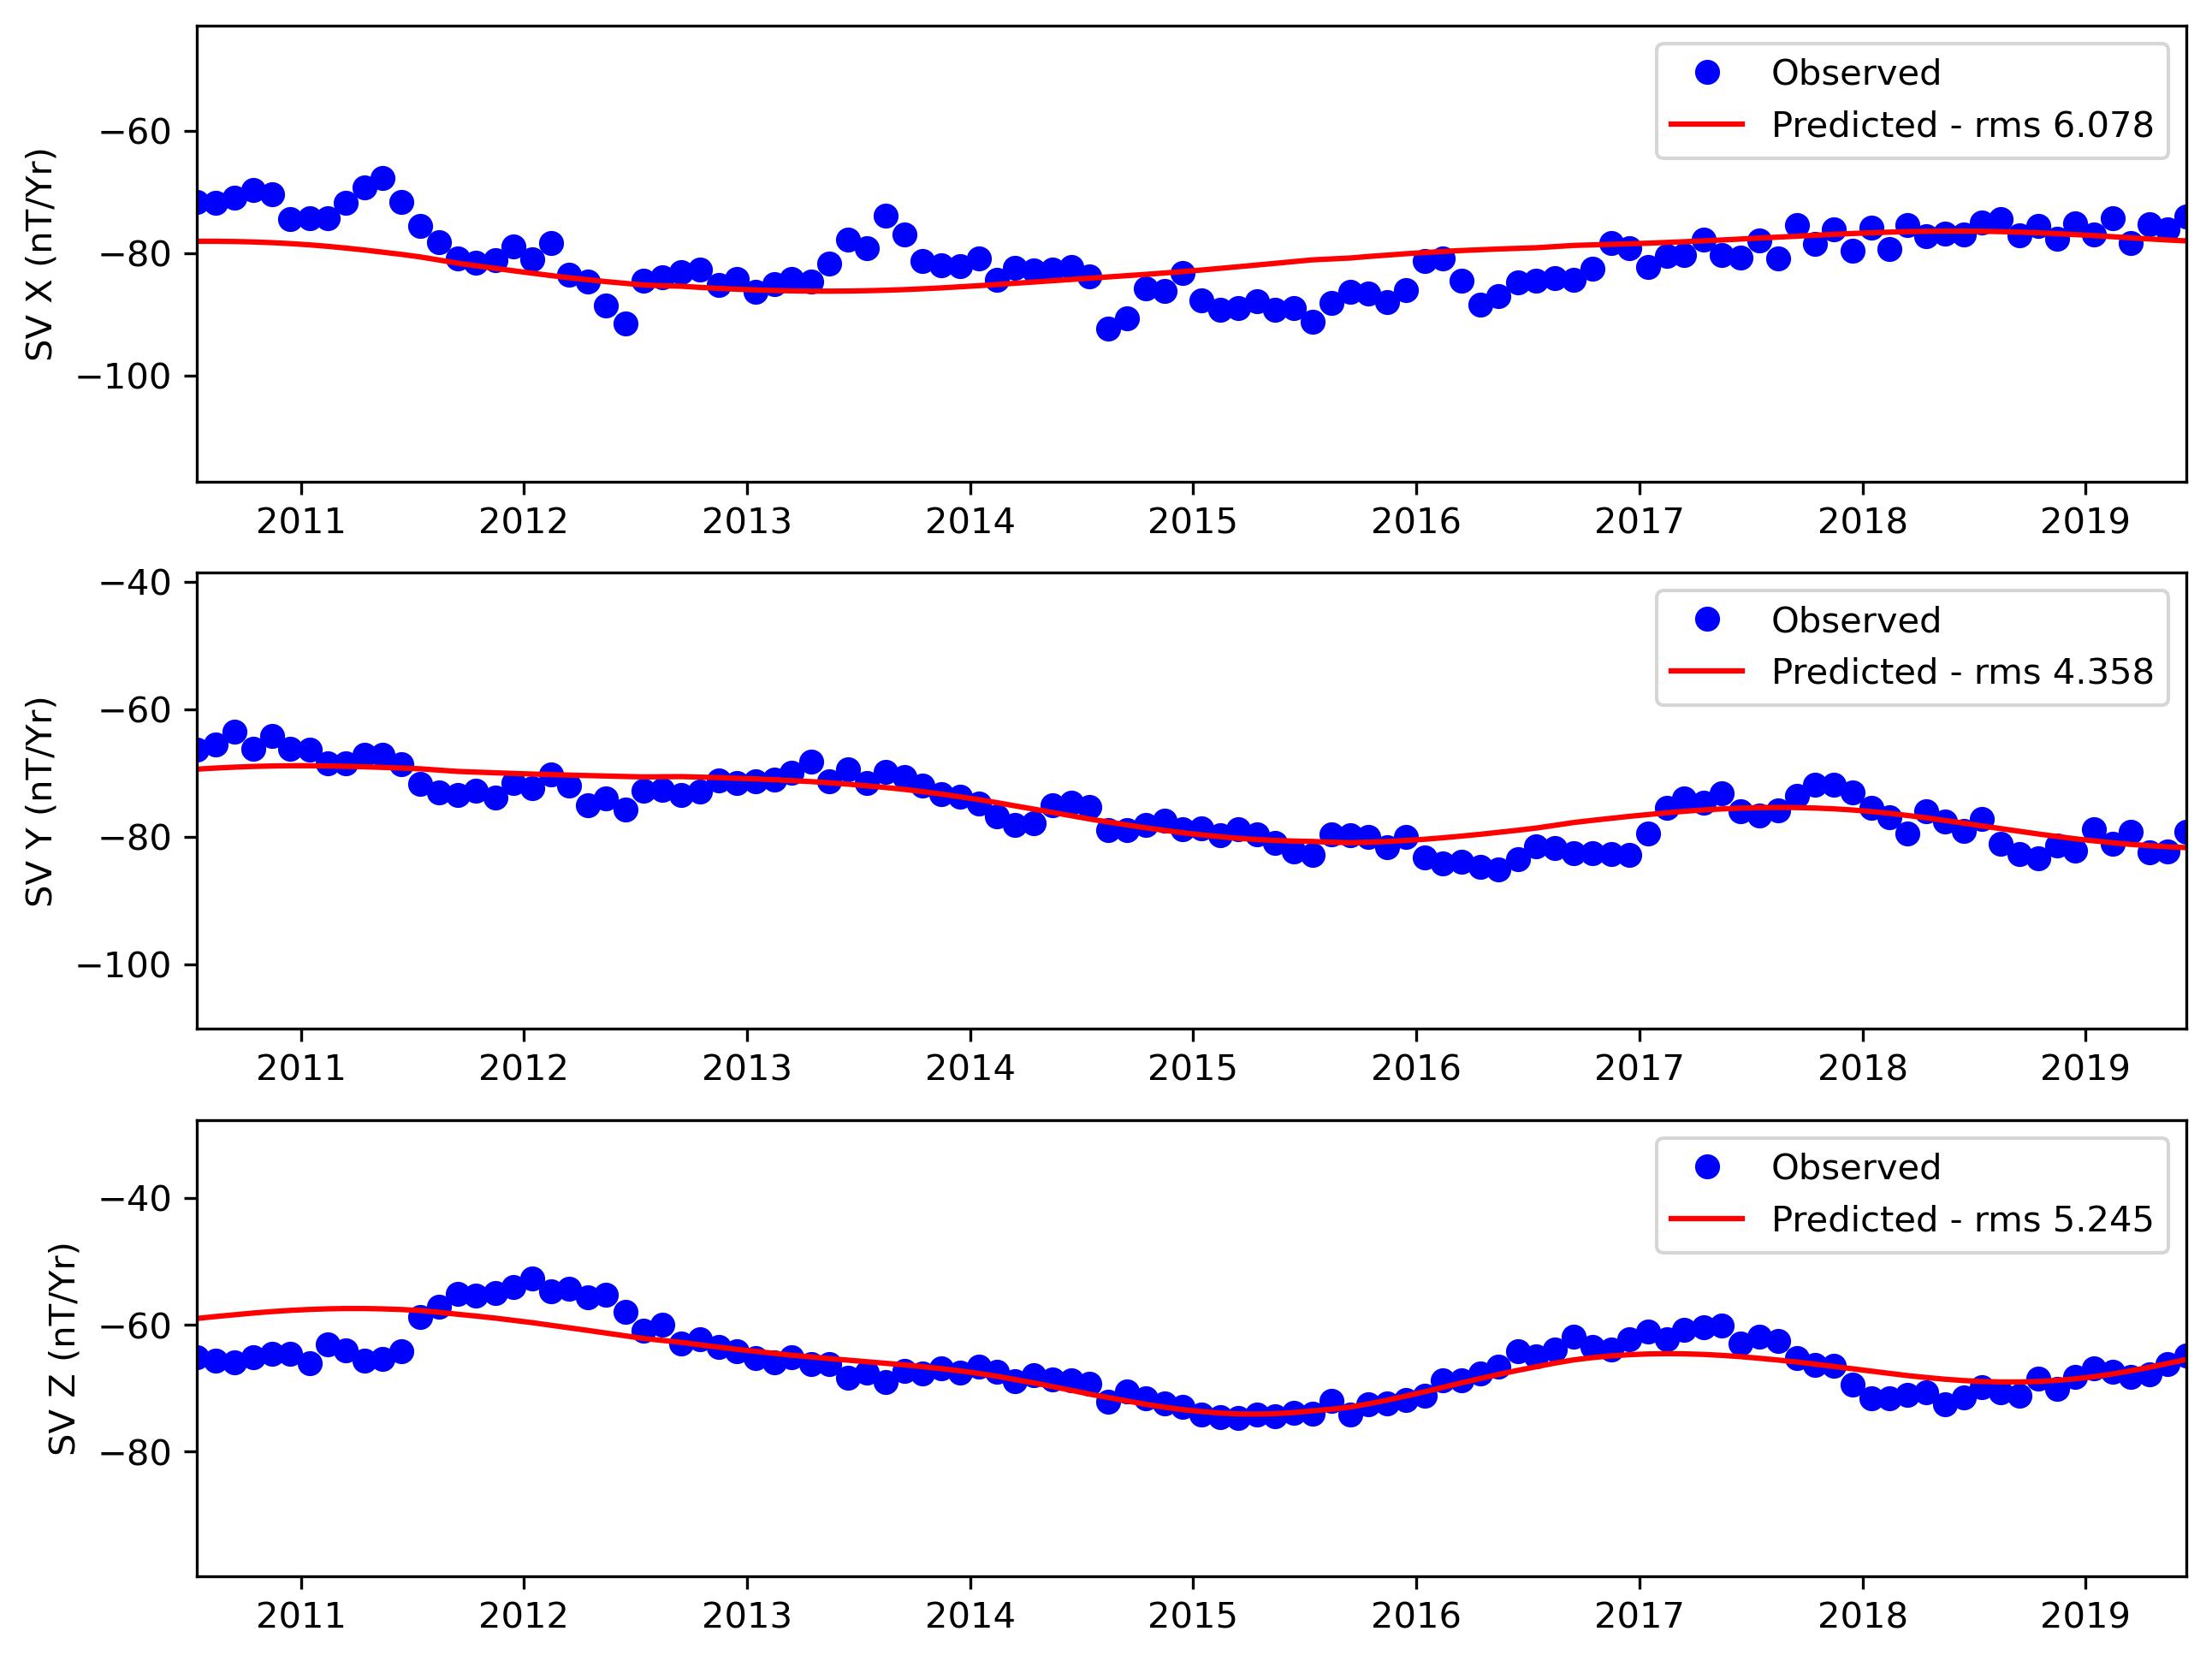 SV X (nT/Yr)
−60
−80
−100
Observed
Predicted - rms 6.078
2011 2012 2013 2014 2015 2016 2017 2018 2019
SV Y (nT/Yr)
−40
−60
−80
−100
Observed
Predicted - rms 4.358
2011 2012 2013 2014 2015 2016 2017 2018 2019
SV Z (nT/Yr)
−40
−60
−80
Observed
Predicted - rms 5.245
2011 2012 2013 2014 2015 2016 2017 2018 2019